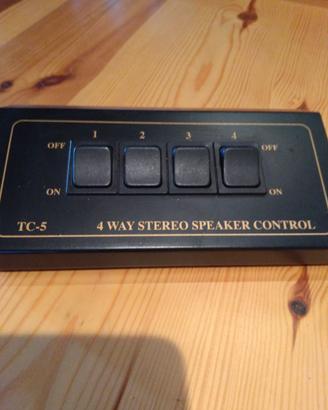 1 2 3 4
OFF OFF
ON ON
TC-5 4 WAY STEREO SPEAKER CONTROL